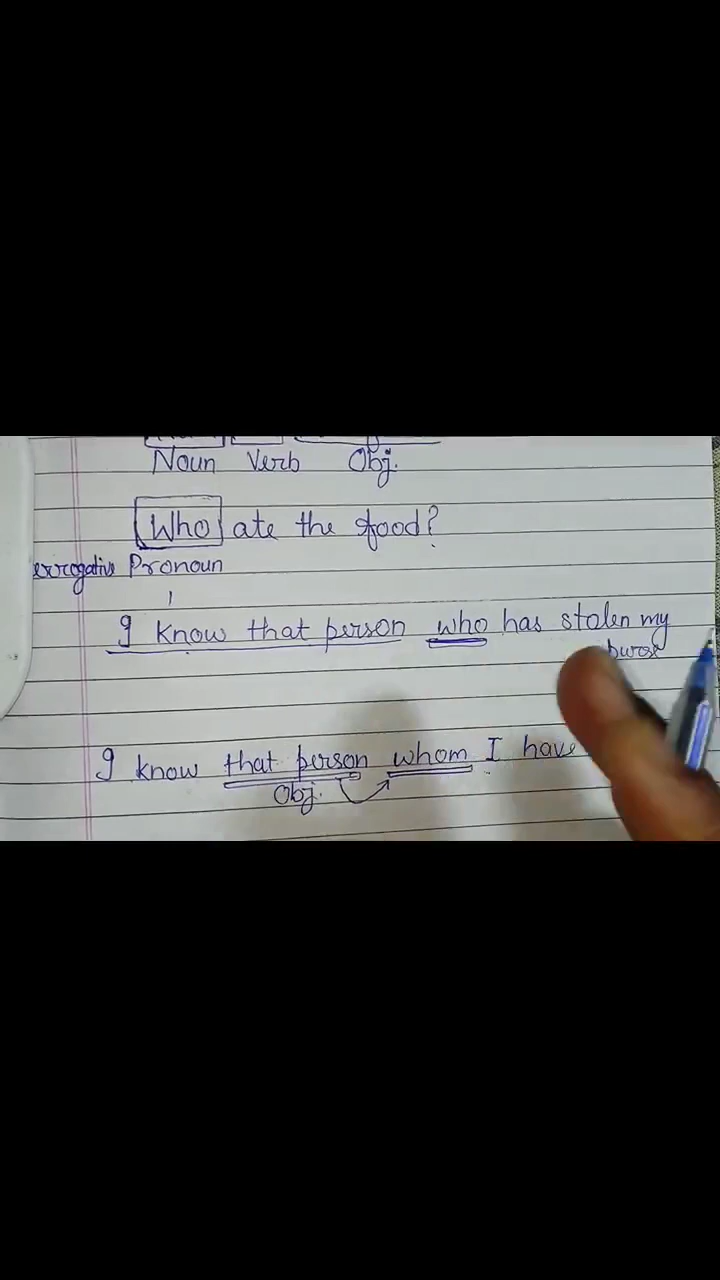 Noun Verb Obj.
Who ate the food?
Pronoun
I know that person who has stolen my
purse
I know that person whom I have
Obj.